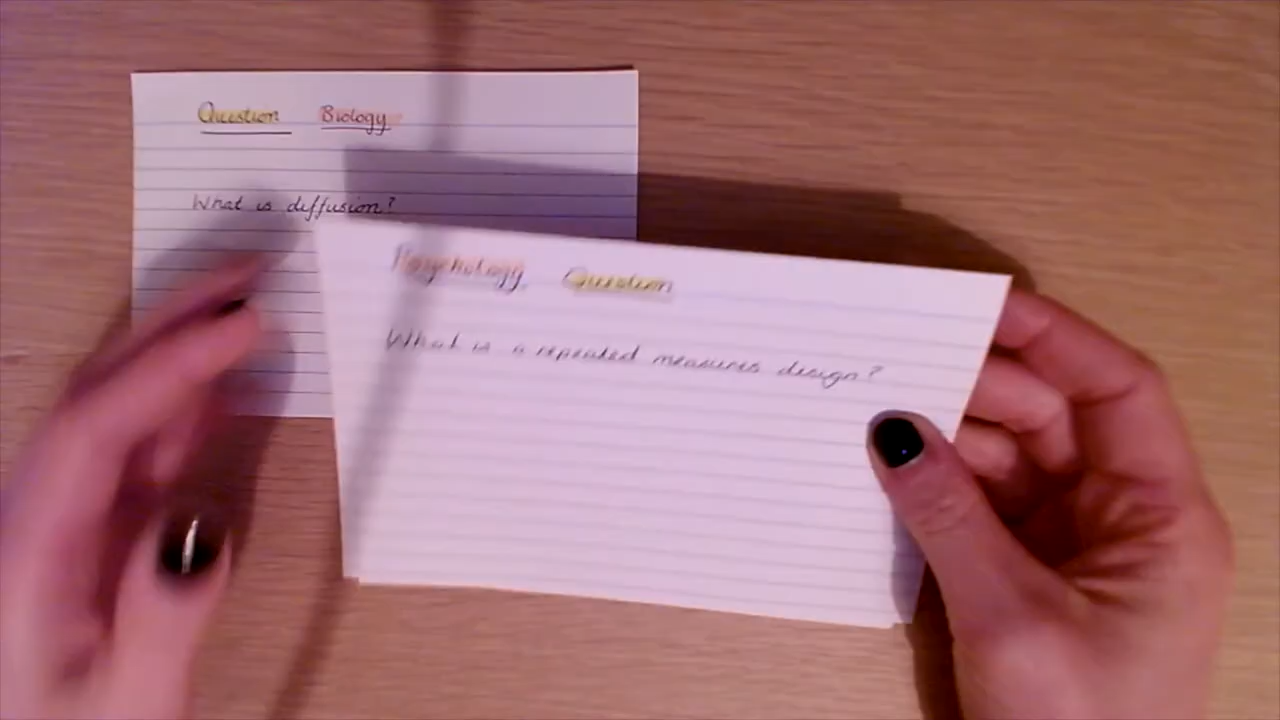 Question Biology
What is diffusion?
Psychology Question
What is a repeated measures design?